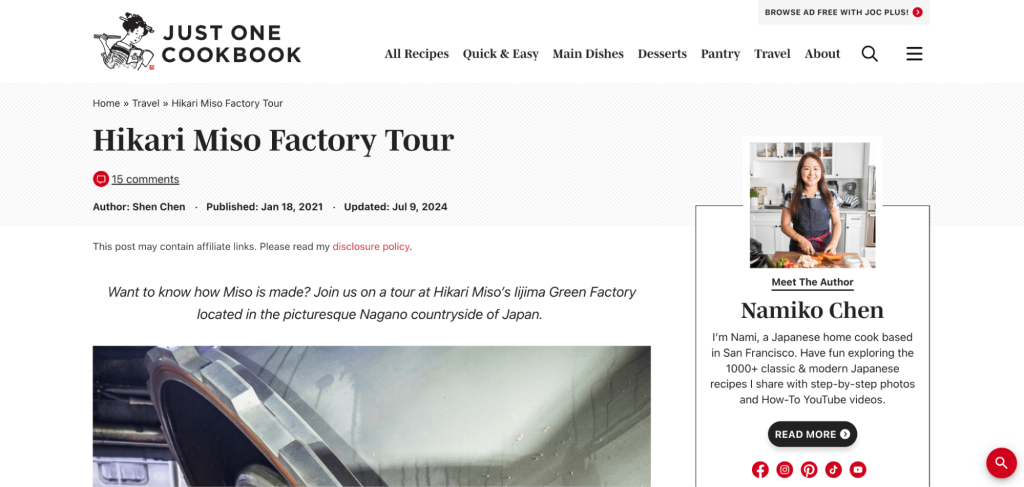 BROWSE AD FREE WITH JOC PLUS!
JUST ONE
COOKBOOK
All Recipes Quick & Easy Main Dishes Desserts Pantry Travel About
Home » Travel » Hikari Miso Factory Tour
Hikari Miso Factory Tour
15 comments
Author: Shen Chen · Published: Jan 18, 2021 · Updated: Jul 9, 2024
This post may contain affiliate links. Please read my disclosure policy.
Want to know how Miso is made? Join us on a tour at Hikari Miso's Iijima Green Factory
located in the picturesque Nagano countryside of Japan.
Meet The Author
Namiko Chen
I'm Nami, a Japanese home cook based
in San Francisco. Have fun exploring the
1000+ classic & modern Japanese
recipes I share with step-by-step photos
and How-To YouTube videos.
READ MORE